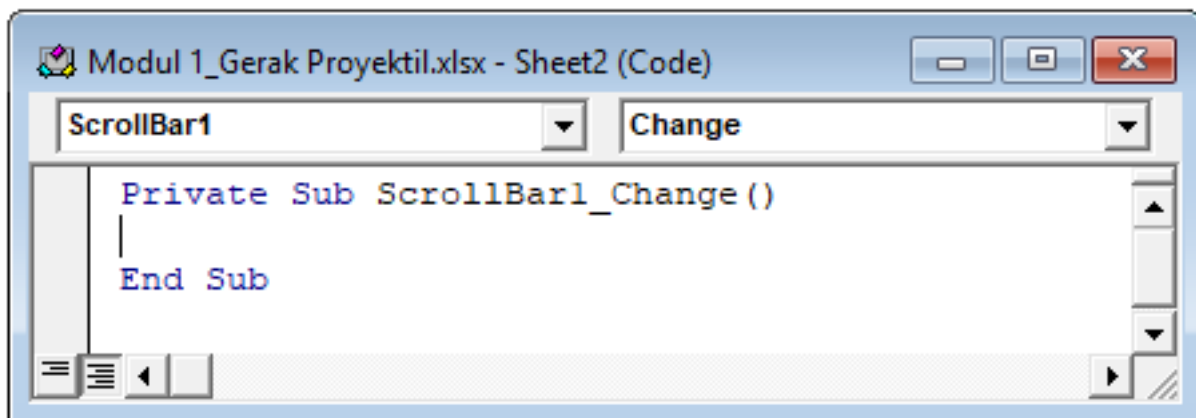 Modul 1_Gerak Proyektil.xlsx - Sheet2 (Code)
ScrollBar1 Change
Private Sub ScrollBar1_Change()
End Sub